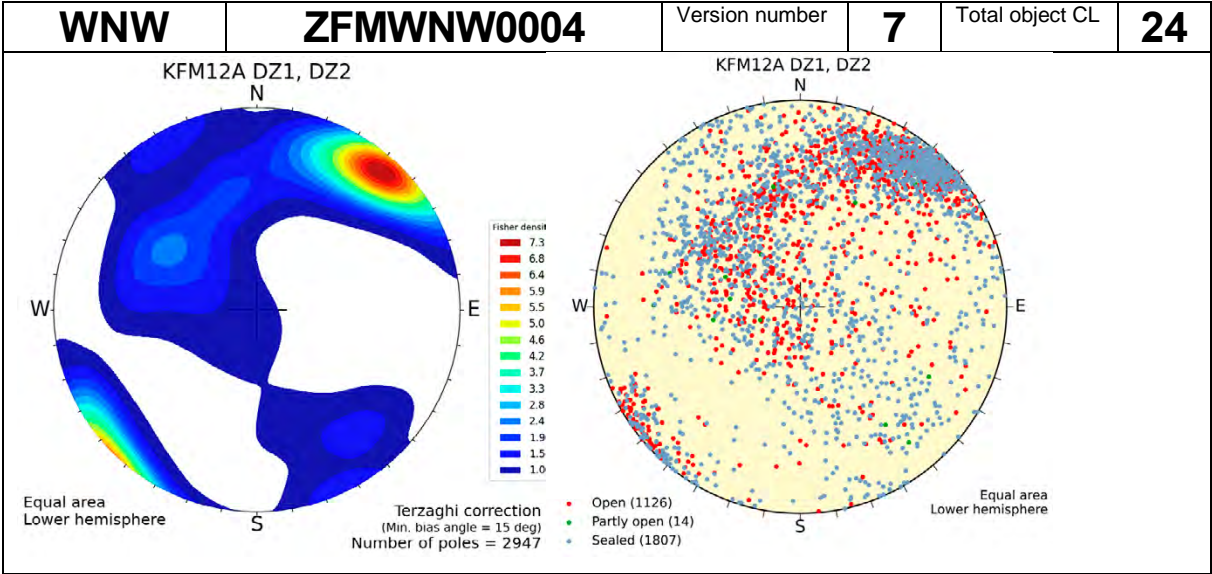 WNW ZFMWNW0004 Version number 7 Total object CL 24
KFM12A DZ1, DZ2
N
W
E
S
Fisher densit
7.3
6.8
6.4
5.9
5.5
5.0
4.6
4.2
3.7
3.3
2.8
2.4
1.9
1.5
1.0
Equal area
Lower hemisphere
Terzaghi correction
(Min. bias angle = 15 deg)
Number of poles = 2947
KFM12A DZ1, DZ2
N
W
E
S
Open (1126)
Partly open (14)
Sealed (1807)
Equal area
Lower hemisphere